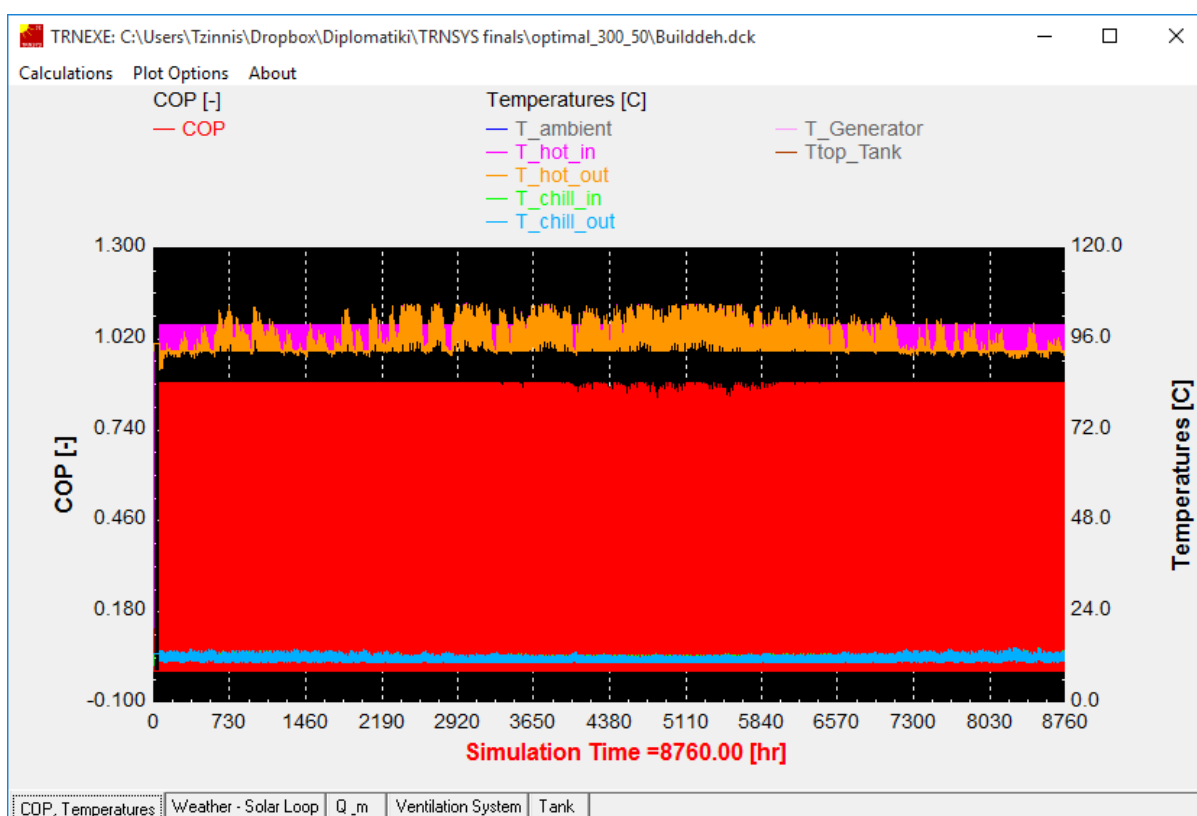 TRNEXE: C:\Users\Tzinnis\Dropbox\Diplomatiki\TRNSYS finals\optimal_300_50\Builddeh.dck
Calculations Plot Options About
COP [-] Temperatures [C]
COP T_ambient T_Generator
T_hot_in Ttop_Tank
T_hot_out
T_chill_in
T_chill_out
1.300 120.0
1.020 96.0
0.740 72.0
0.460 48.0
0.180 24.0
-0.100 0.0
COP [-]
Temperatures [C]
0 730 1460 2190 2920 3650 4380 5110 5840 6570 7300 8030 8760
Simulation Time =8760.00 [hr]
COP, Temperatures Weather - Solar Loop Q_m Ventilation System Tank